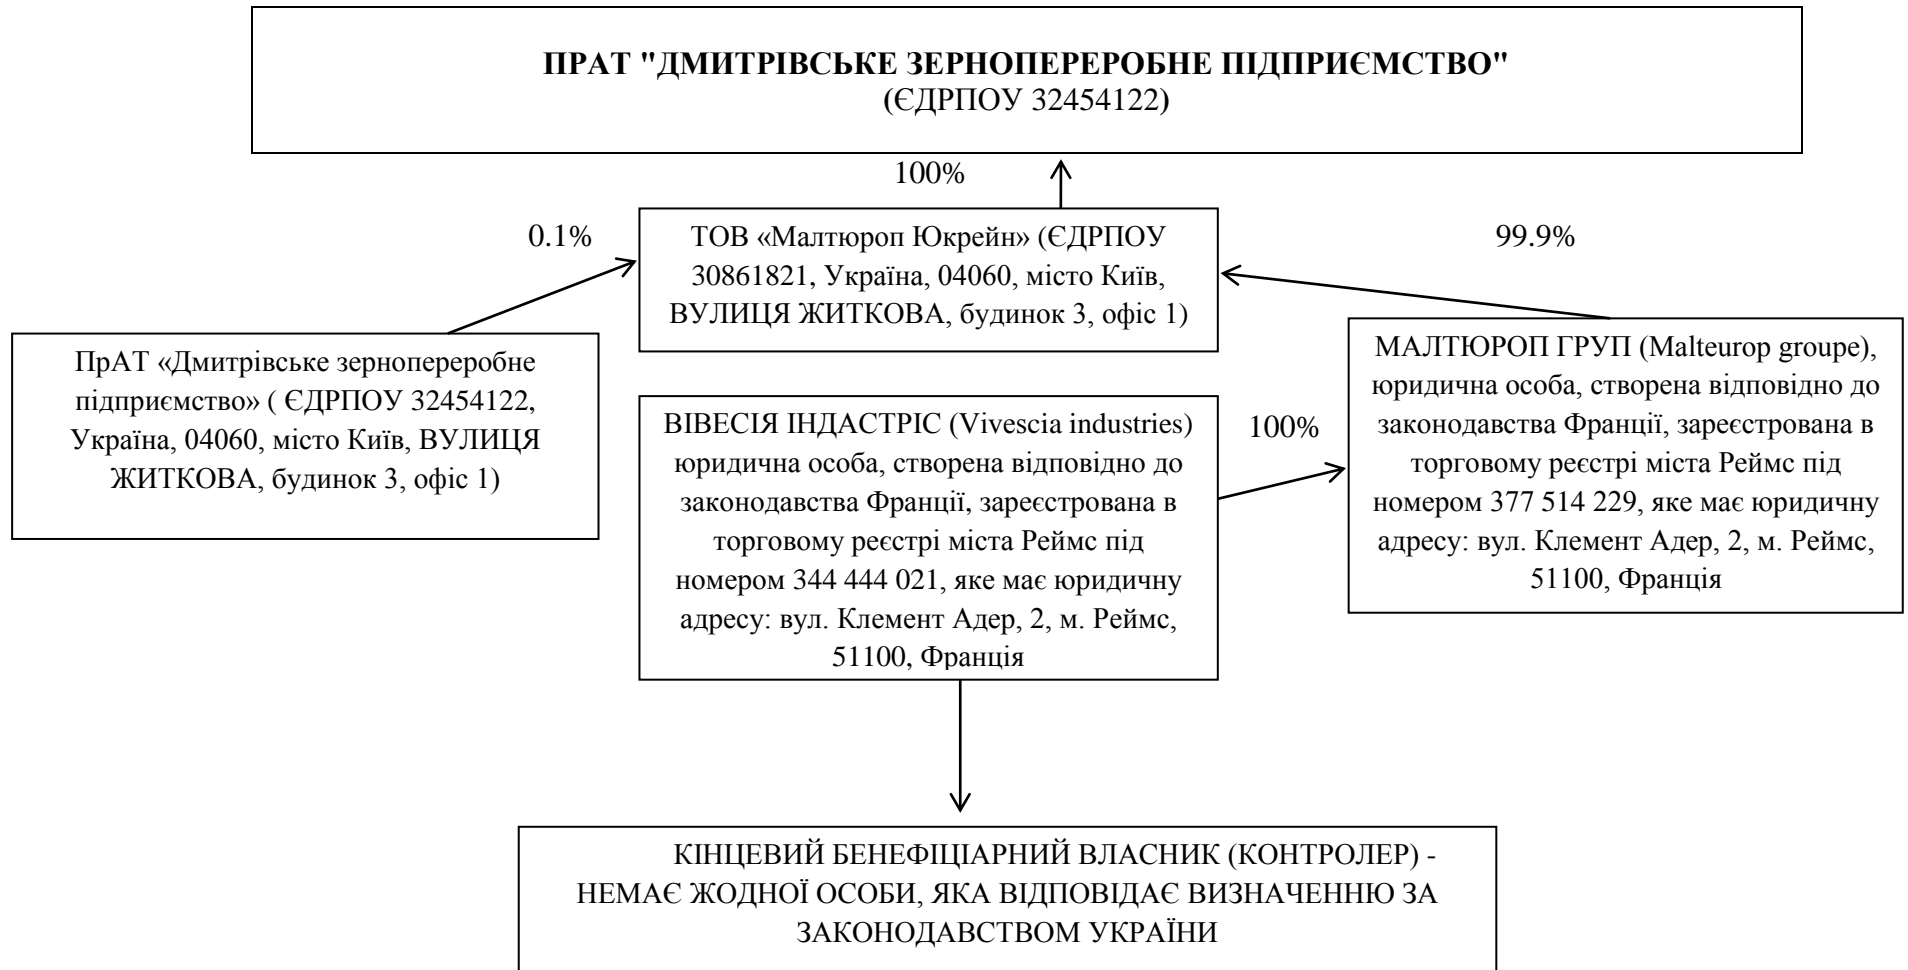 ПРАТ "ДМИТРІВСЬКЕ ЗЕРНОПЕРЕРОБНЕ ПІДПРИЄМСТВО"
(ЄДРПОУ 32454122)
100%
0.1%
ТОВ «Малтюроп Юкрейн» (ЄДРПОУ
30861821, Україна, 04060, місто Київ,
ВУЛИЦЯ ЖИТКОВА, будинок 3, офіс 1)
99.9%
ПрАТ «Дмитрівське зернопереробне
підприємство» ( ЄДРПОУ 32454122,
Україна, 04060, місто Київ, ВУЛИЦЯ
ЖИТКОВА, будинок 3, офіс 1)
ВІВЕСІЯ ІНДАСТРІС (Vivescia industries)
юридична особа, створена відповідно до
законодавства Франції, зареєстрована в
торговому реєстрі міста Реймс під
номером 344 444 021, яке має юридичну
адресу: вул. Клемент Адер, 2, м. Реймс,
51100, Франція
100%
МАЛТЮРОП ГРУП (Malteurop groupe),
юридична особа, створена відповідно до
законодавства Франції, зареєстрована в
торговому реєстрі міста Реймс під
номером 377 514 229, яке має юридичну
адресу: вул. Клемент Адер, 2, м. Реймс,
51100, Франція
КІНЦЕВИЙ БЕНЕФІЦІАРНИЙ ВЛАСНИК (КОНТРОЛЕР) -
НЕМАЄ ЖОДНОЇ ОСОБИ, ЯКА ВІДПОВІДАЄ ВИЗНАЧЕННЮ ЗА
ЗАКОНОДАВСТВОМ УКРАЇНИ